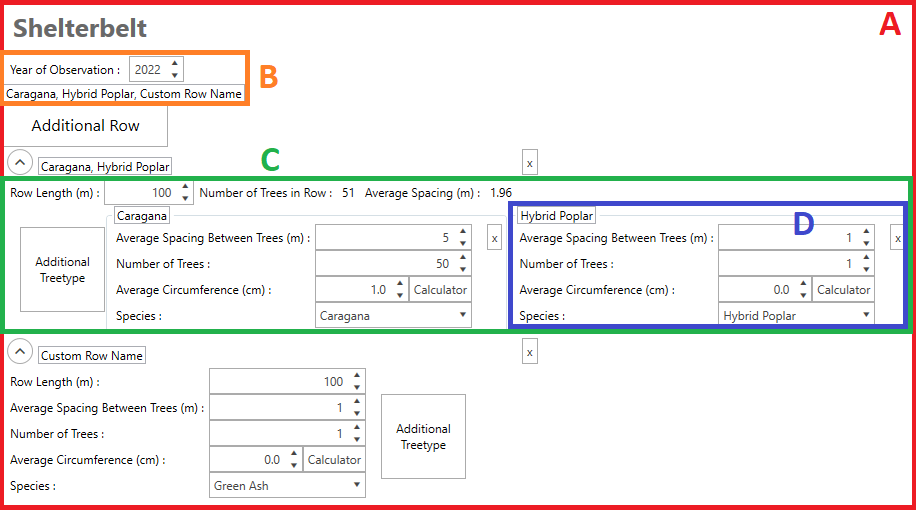 Shelterbelt
A
Year of Observation : 2022
B
Caragana, Hybrid Poplar, Custom Row Name
Additional Row
Caragana, Hybrid Poplar
C
x
Row Length (m) : 100 Number of Trees in Row : 51 Average Spacing (m) : 1.96
Additional
Treetype
Caragana
Average Spacing Between Trees (m) : 5
x
Number of Trees : 50
Average Circumference (cm) : 1.0 Calculator
Species : Caragana
Hybrid Poplar
D
Average Spacing Between Trees (m) : 1
x
Number of Trees : 1
Average Circumference (cm) : 0.0 Calculator
Species : Hybrid Poplar
Custom Row Name
x
Row Length (m) : 100
Average Spacing Between Trees (m) : 1
Number of Trees : 1
Average Circumference (cm) : 0.0 Calculator
Species : Green Ash
Additional
Treetype